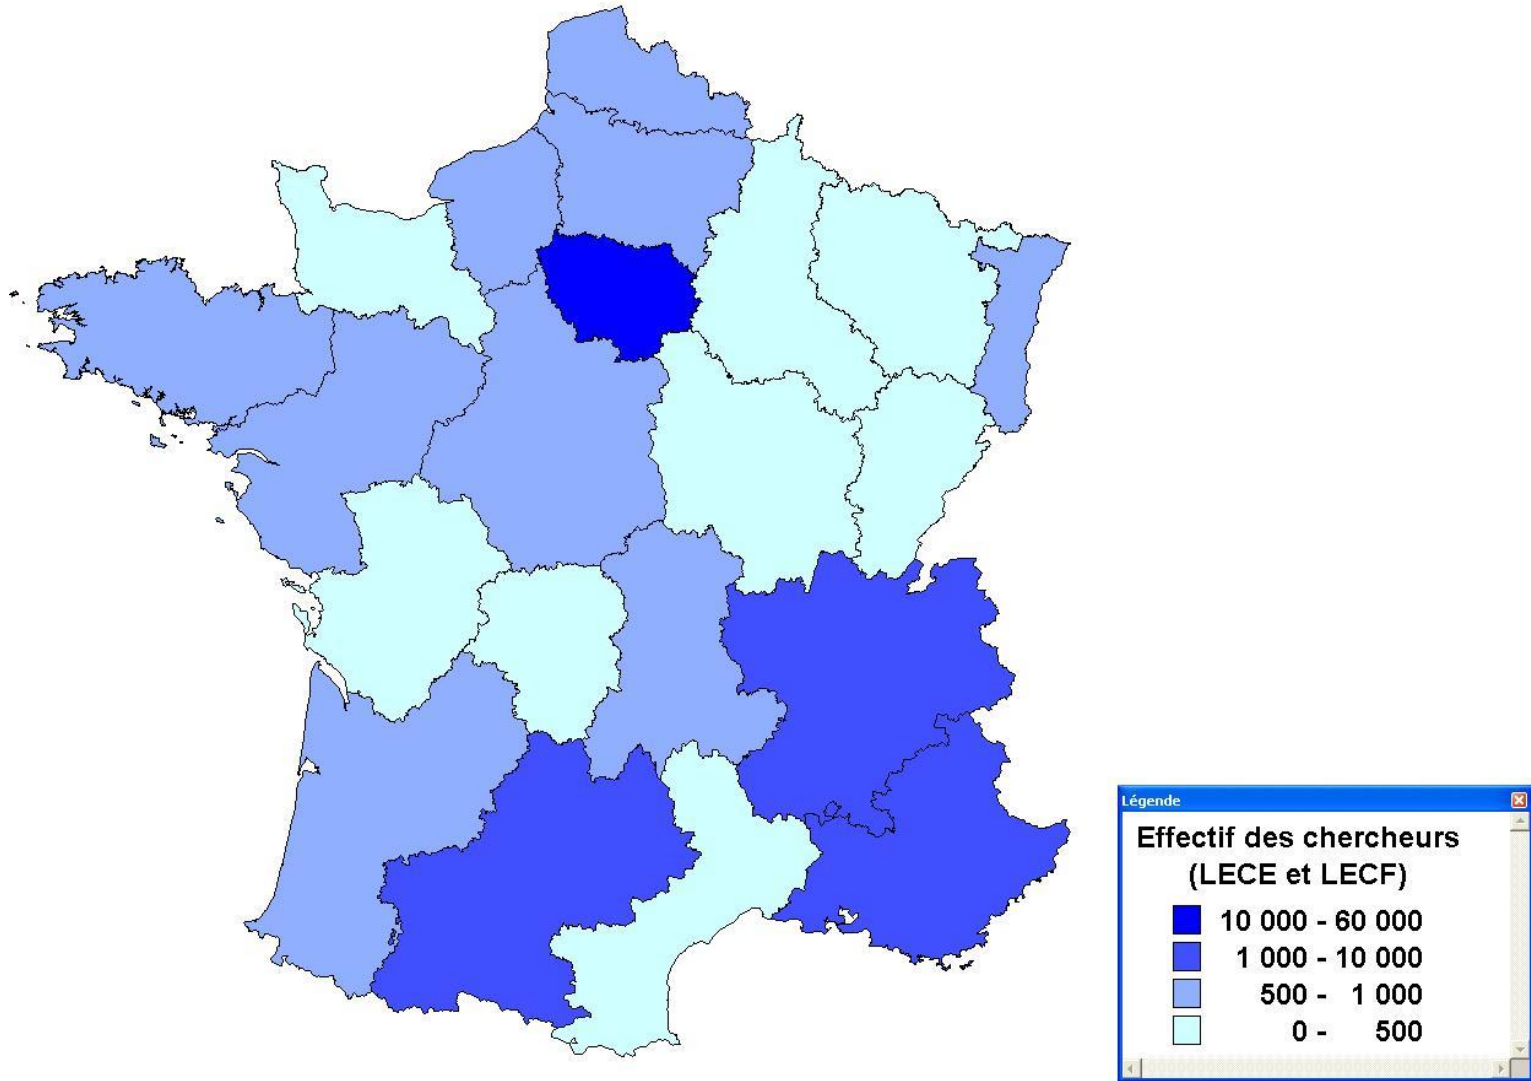 Légende
Effectif des chercheurs
(LECE et LECF)
10 000 - 60 000
1 000 - 10 000
500 - 1 000
0 - 500